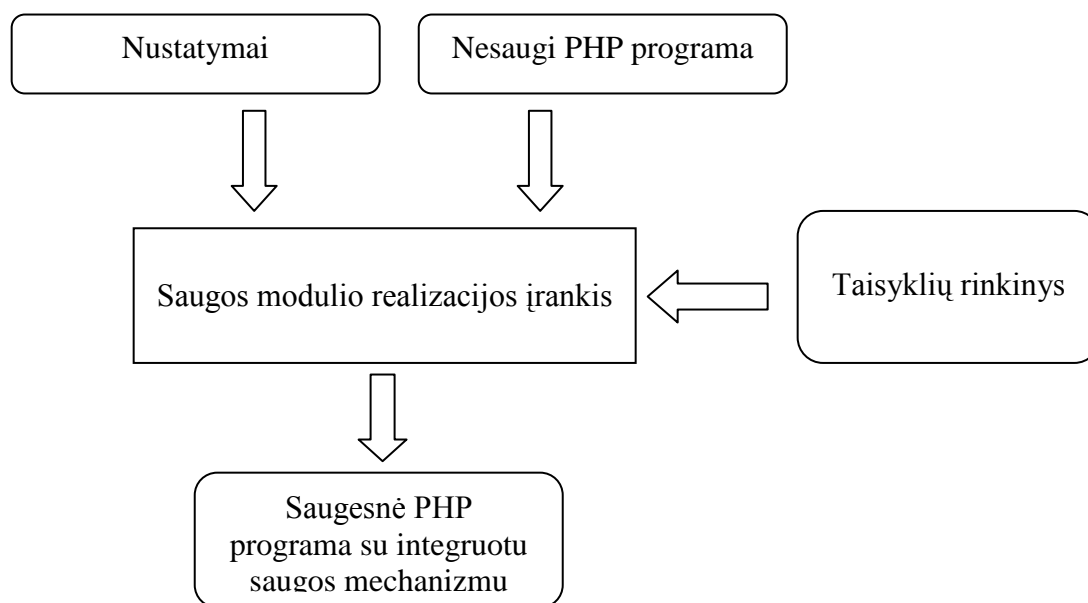 Nustatymai
Nesaugi PHP programa
Saugos modulio realizacijos įrankis
Taisyklių rinkinys
Saugesnė PHP
programa su integruotu
saugos mechanizmu